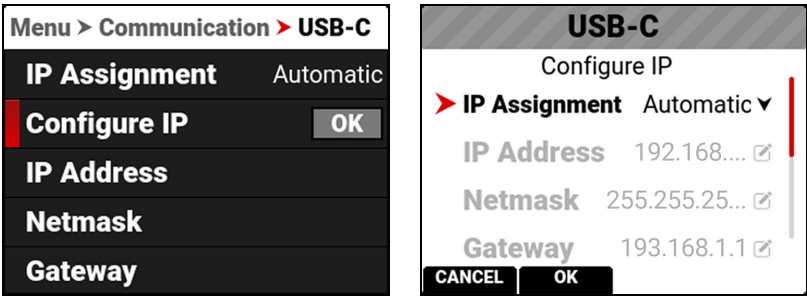 Menu > Communication > USB-C
IP Assignment Automatic
Configure IP OK
IP Address
Netmask
Gateway
USB-C
Configure IP
IP Assignment Automatic
IP Address 192.168....
Netmask 255.255.25...
Gateway 193.168.1.1
CANCEL OK